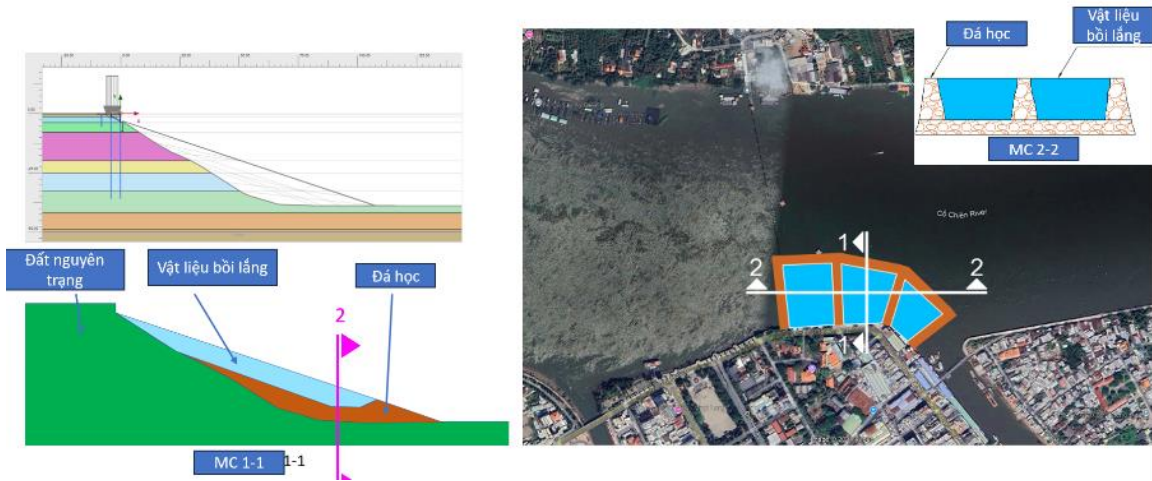 Đất nguyên
trạng
Vật liệu bồi lắng
Đá học
2
MC 1-1
1-1
1
1
2
2
Cổ Chiên River
Đá học
Vật liệu
bồi lắng
MC 2-2